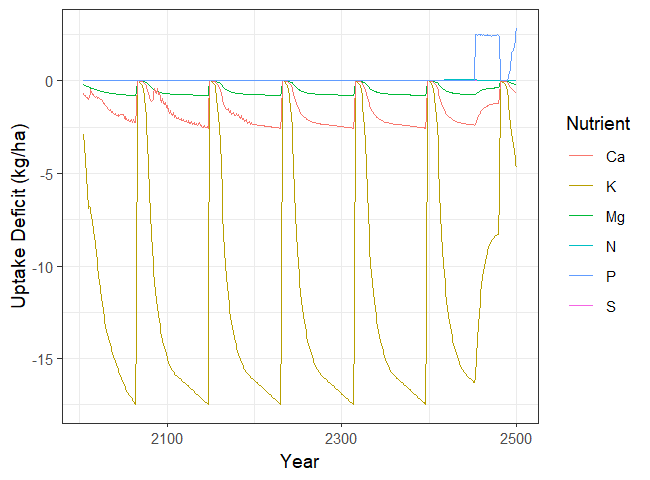 0
-5
-10
-15
Uptake Deficit (kg/ha)
2100
2300
2500
Year
Nutrient
Ca
K
Mg
N
P
S